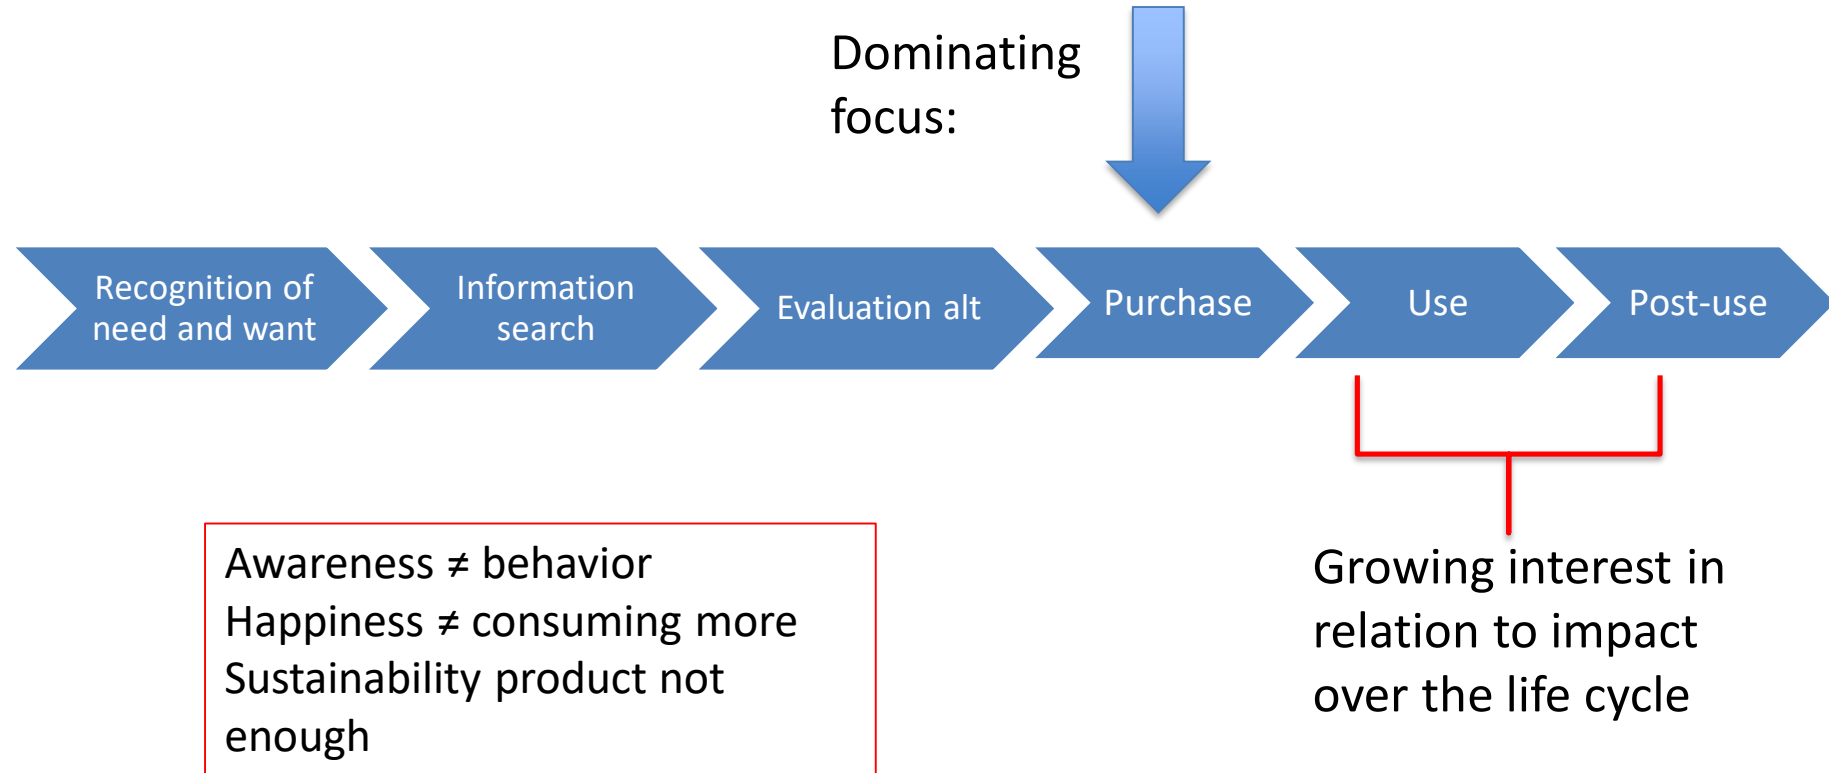 Dominating
focus:
Recognition of
need and want
Information
search
Evaluation alt
Purchase
Use
Post-use
Awareness ≠ behavior
Happiness ≠ consuming more
Sustainability product not
enough
Growing interest in
relation to impact
over the life cycle